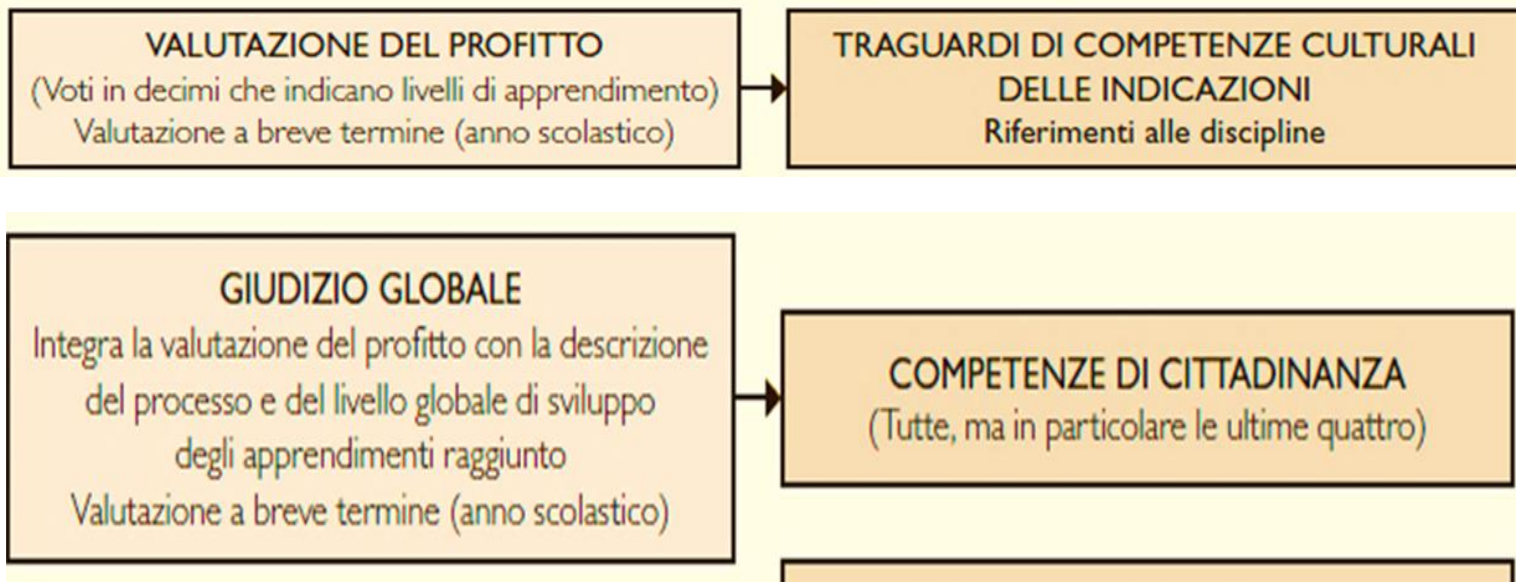 VALUTAZIONE DEL PROFITTO
(Voti in decimi che indicano livelli di apprendimento)
Valutazione a breve termine (anno scolastico)
TRAGUARDI DI COMPETENZE CULTURALI
DELLE INDICAZIONI
Riferimenti alle discipline
GIUDIZIO GLOBALE
Integra la valutazione del profitto con la descrizione
del processo e del livello globale di sviluppo
degli apprendimenti raggiunto
Valutazione a breve termine (anno scolastico)
COMPETENZE DI CITTADINANZA
(Tutte, ma in particolare le ultime quattro)